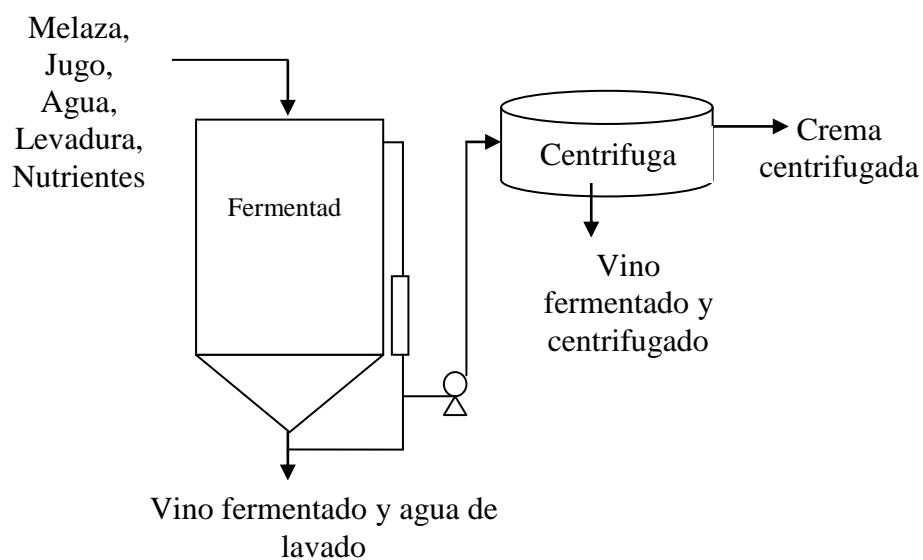 Melaza,
Jugo,
Agua,
Levadura,
Nutrientes
Fermentad
Centrifuga
Crema
centrifugada
Vino
fermentado y
centrifugado
Vino fermentado y agua de
lavado